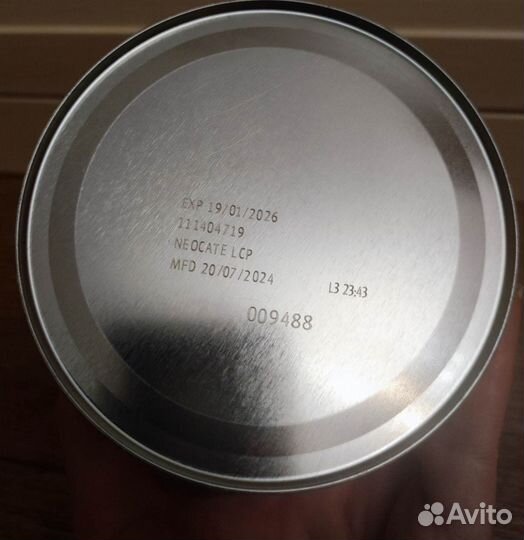 EXP 19/01/2026
111404719
NEOCATE LCP
MFD 20/07/2024
L3 23:43
009488
Avito